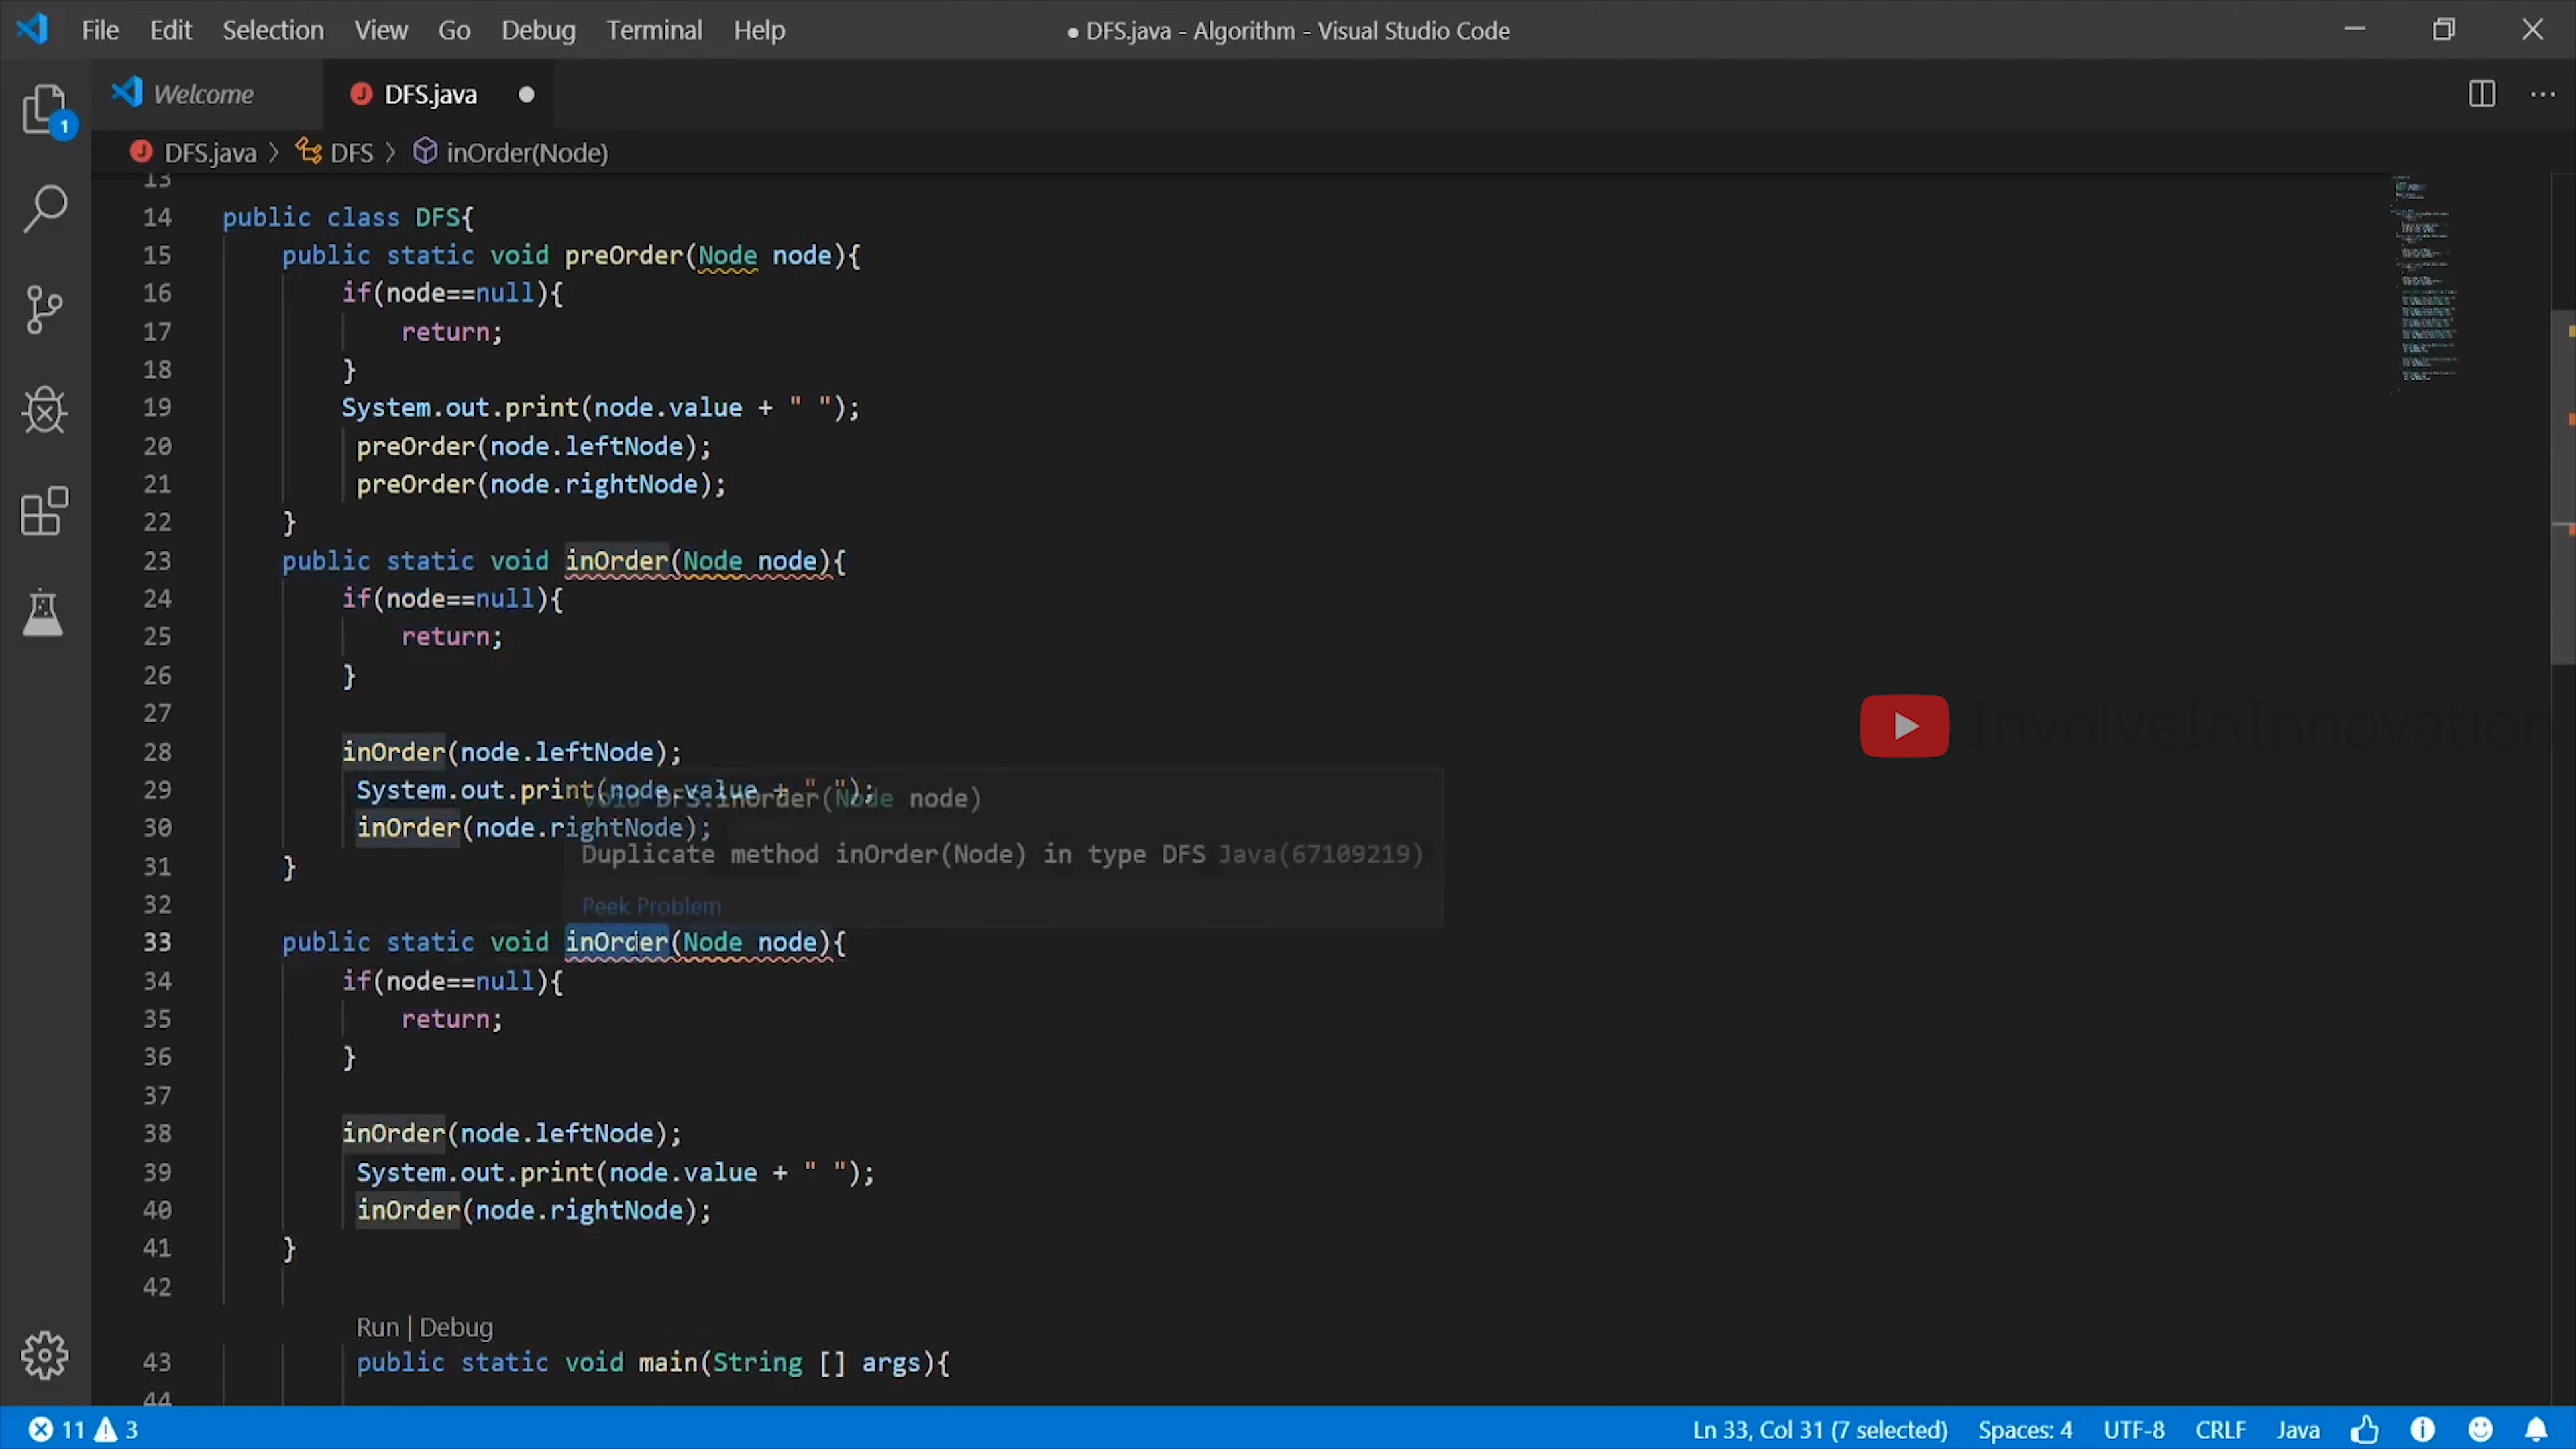 File Edit Selection View Go Debug Terminal Help
● DFS.java - Algorithm - Visual Studio Code
1
Welcome
J DFS.java ●
J DFS.java > DFS > inOrder(Node)
13
14 public class DFS{
15 public static void preOrder(Node node){
16 if(node==null){
17 return;
18 }
19 System.out.print(node.value + " ");
20 preOrder(node.leftNode);
21 preOrder(node.rightNode);
22 }
23 public static void inOrder(Node node){
24 if(node==null){
25 return;
26 }
27
InvolveInInnovation
28 inOrder(node.leftNode);
29 System.out.print(node.value + " ");
void DFS.inOrder(Node node)
30 inOrder(node.rightNode);
Duplicate method inOrder(Node) in type DFS Java(67109219)
31 }
32
Peek Problem
33 public static void inOrder(Node node){
34 if(node==null){
35 return;
36 }
37
38 inOrder(node.leftNode);
39 System.out.print(node.value + " ");
40 inOrder(node.rightNode);
41 }
42
Run | Debug
43 public static void main(String [] args){
44
11 3
Ln 33, Col 31 (7 selected) Spaces: 4 UTF-8 CRLF Java